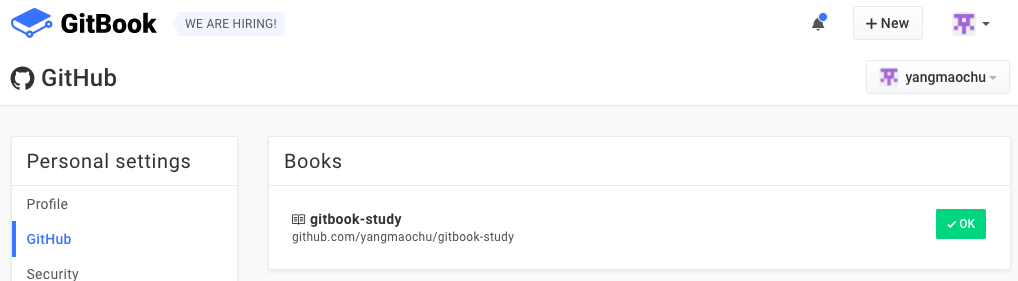 GitBook WE ARE HIRING! + New
GitHub yangmaochu
Personal settings
Profile
GitHub
Security
Books
gitbook-study
github.com/yangmaochu/gitbook-study
OK